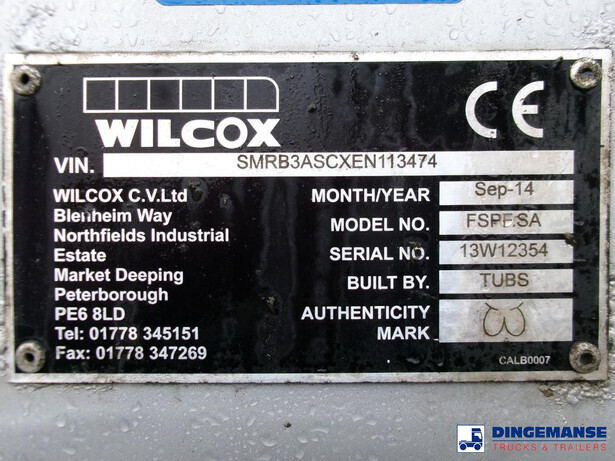 WILCOX
CE
VIN. SMRB3ASCXEN113474
WILCOX C.V.Ltd
Blenheim Way
Northfields Industrial
Estate
Market Deeping
Peterborough
PE6 8LD
Tel: 01778 345151
Fax: 01778 347269
MONTH/YEAR Sep-14
MODEL NO. FSPF.SA
SERIAL NO. 13W12354
BUILT BY. TUBS
AUTHENTICITY
MARK
CALB0007
DINGEMANSE
TRUCKS & TRAILERS